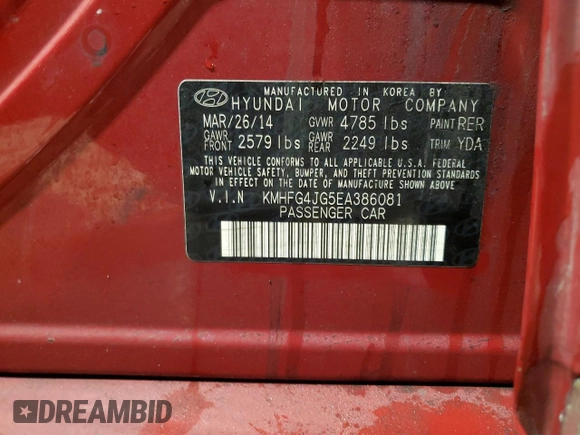 MANUFACTURED IN KOREA BY
HYUNDAI MOTOR COMPANY
MAR/26/14 GVWR 4785 lbs PAINT RER
GAWR FRONT 2579 lbs GAWR REAR 2249 lbs TRIM YDA
THIS VEHICLE CONFORMS TO ALL APPLICABLE U.S.A. FEDERAL
MOTOR VEHICLE SAFETY, BUMPER, AND THEFT PREVENTION STANDARDS
IN EFFECT ON THE DATE OF MANUFACTURE SHOWN ABOVE
V.I.N KMHFG4JG5EA386081
PASSENGER CAR
DREAMBID